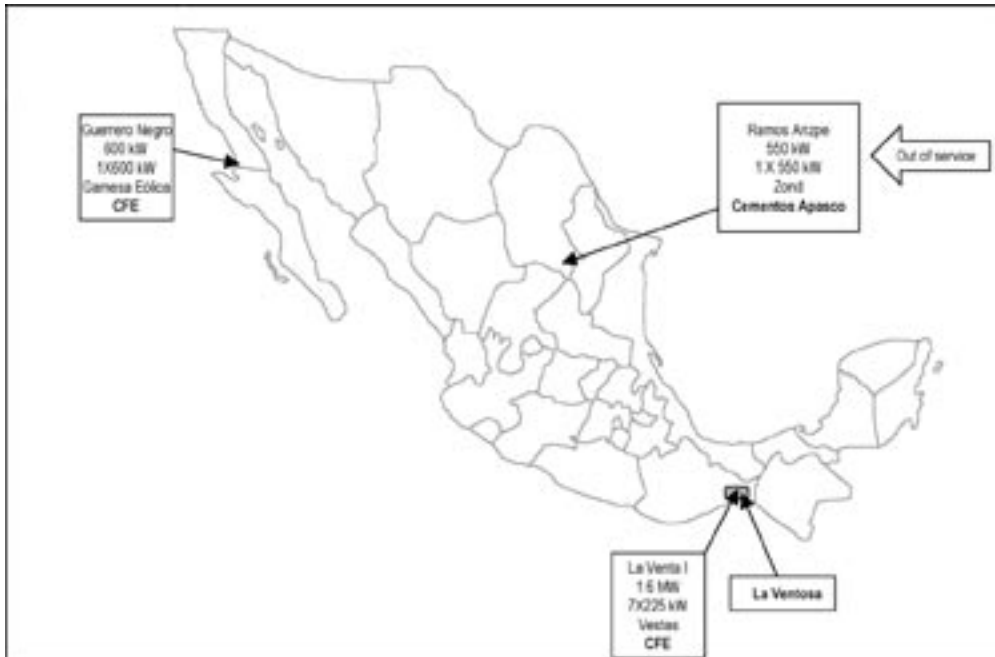 Guerrero Negro
600 kW
1X600 kW
Gamesa Eólica
CFE
Ramos Arizpe
550 kW
1 X 550 kW
Zond
Cementos Apasco
Out of service
La Venta I
1.6 MW
7X225 kW
Vestas
CFE
La Ventosa